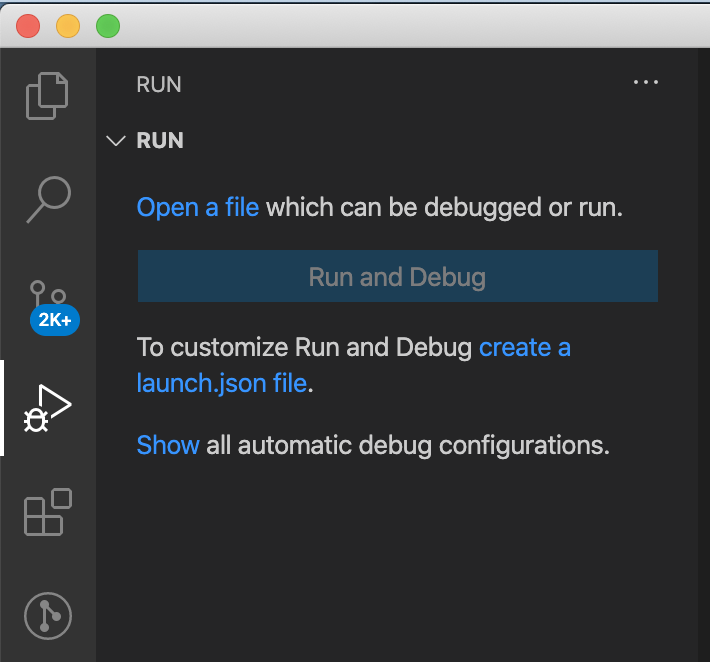 RUN
RUN
Open a file which can be debugged or run.
Run and Debug
2K+
To customize Run and Debug create a
launch.json file.
Show all automatic debug configurations.